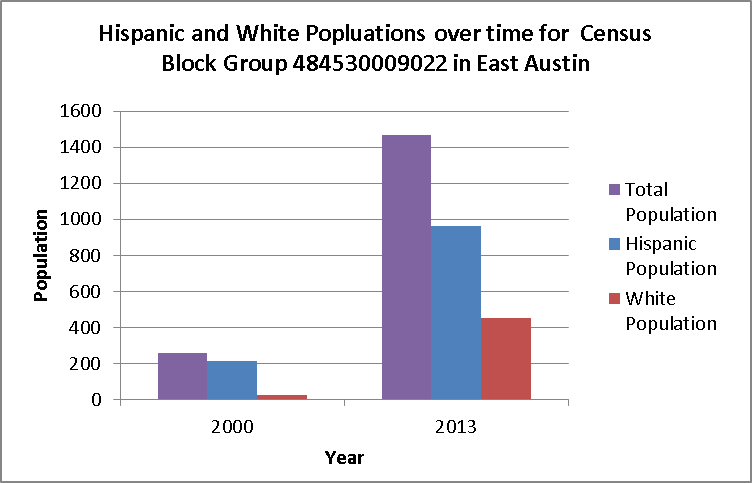 Hispanic and White Popluations over time for Census
Block Group 484530009022 in East Austin
1600
1400
1200
1000
800
600
400
200
0
Population
2000
2013
Year
Total
Population
Hispanic
Population
White
Population